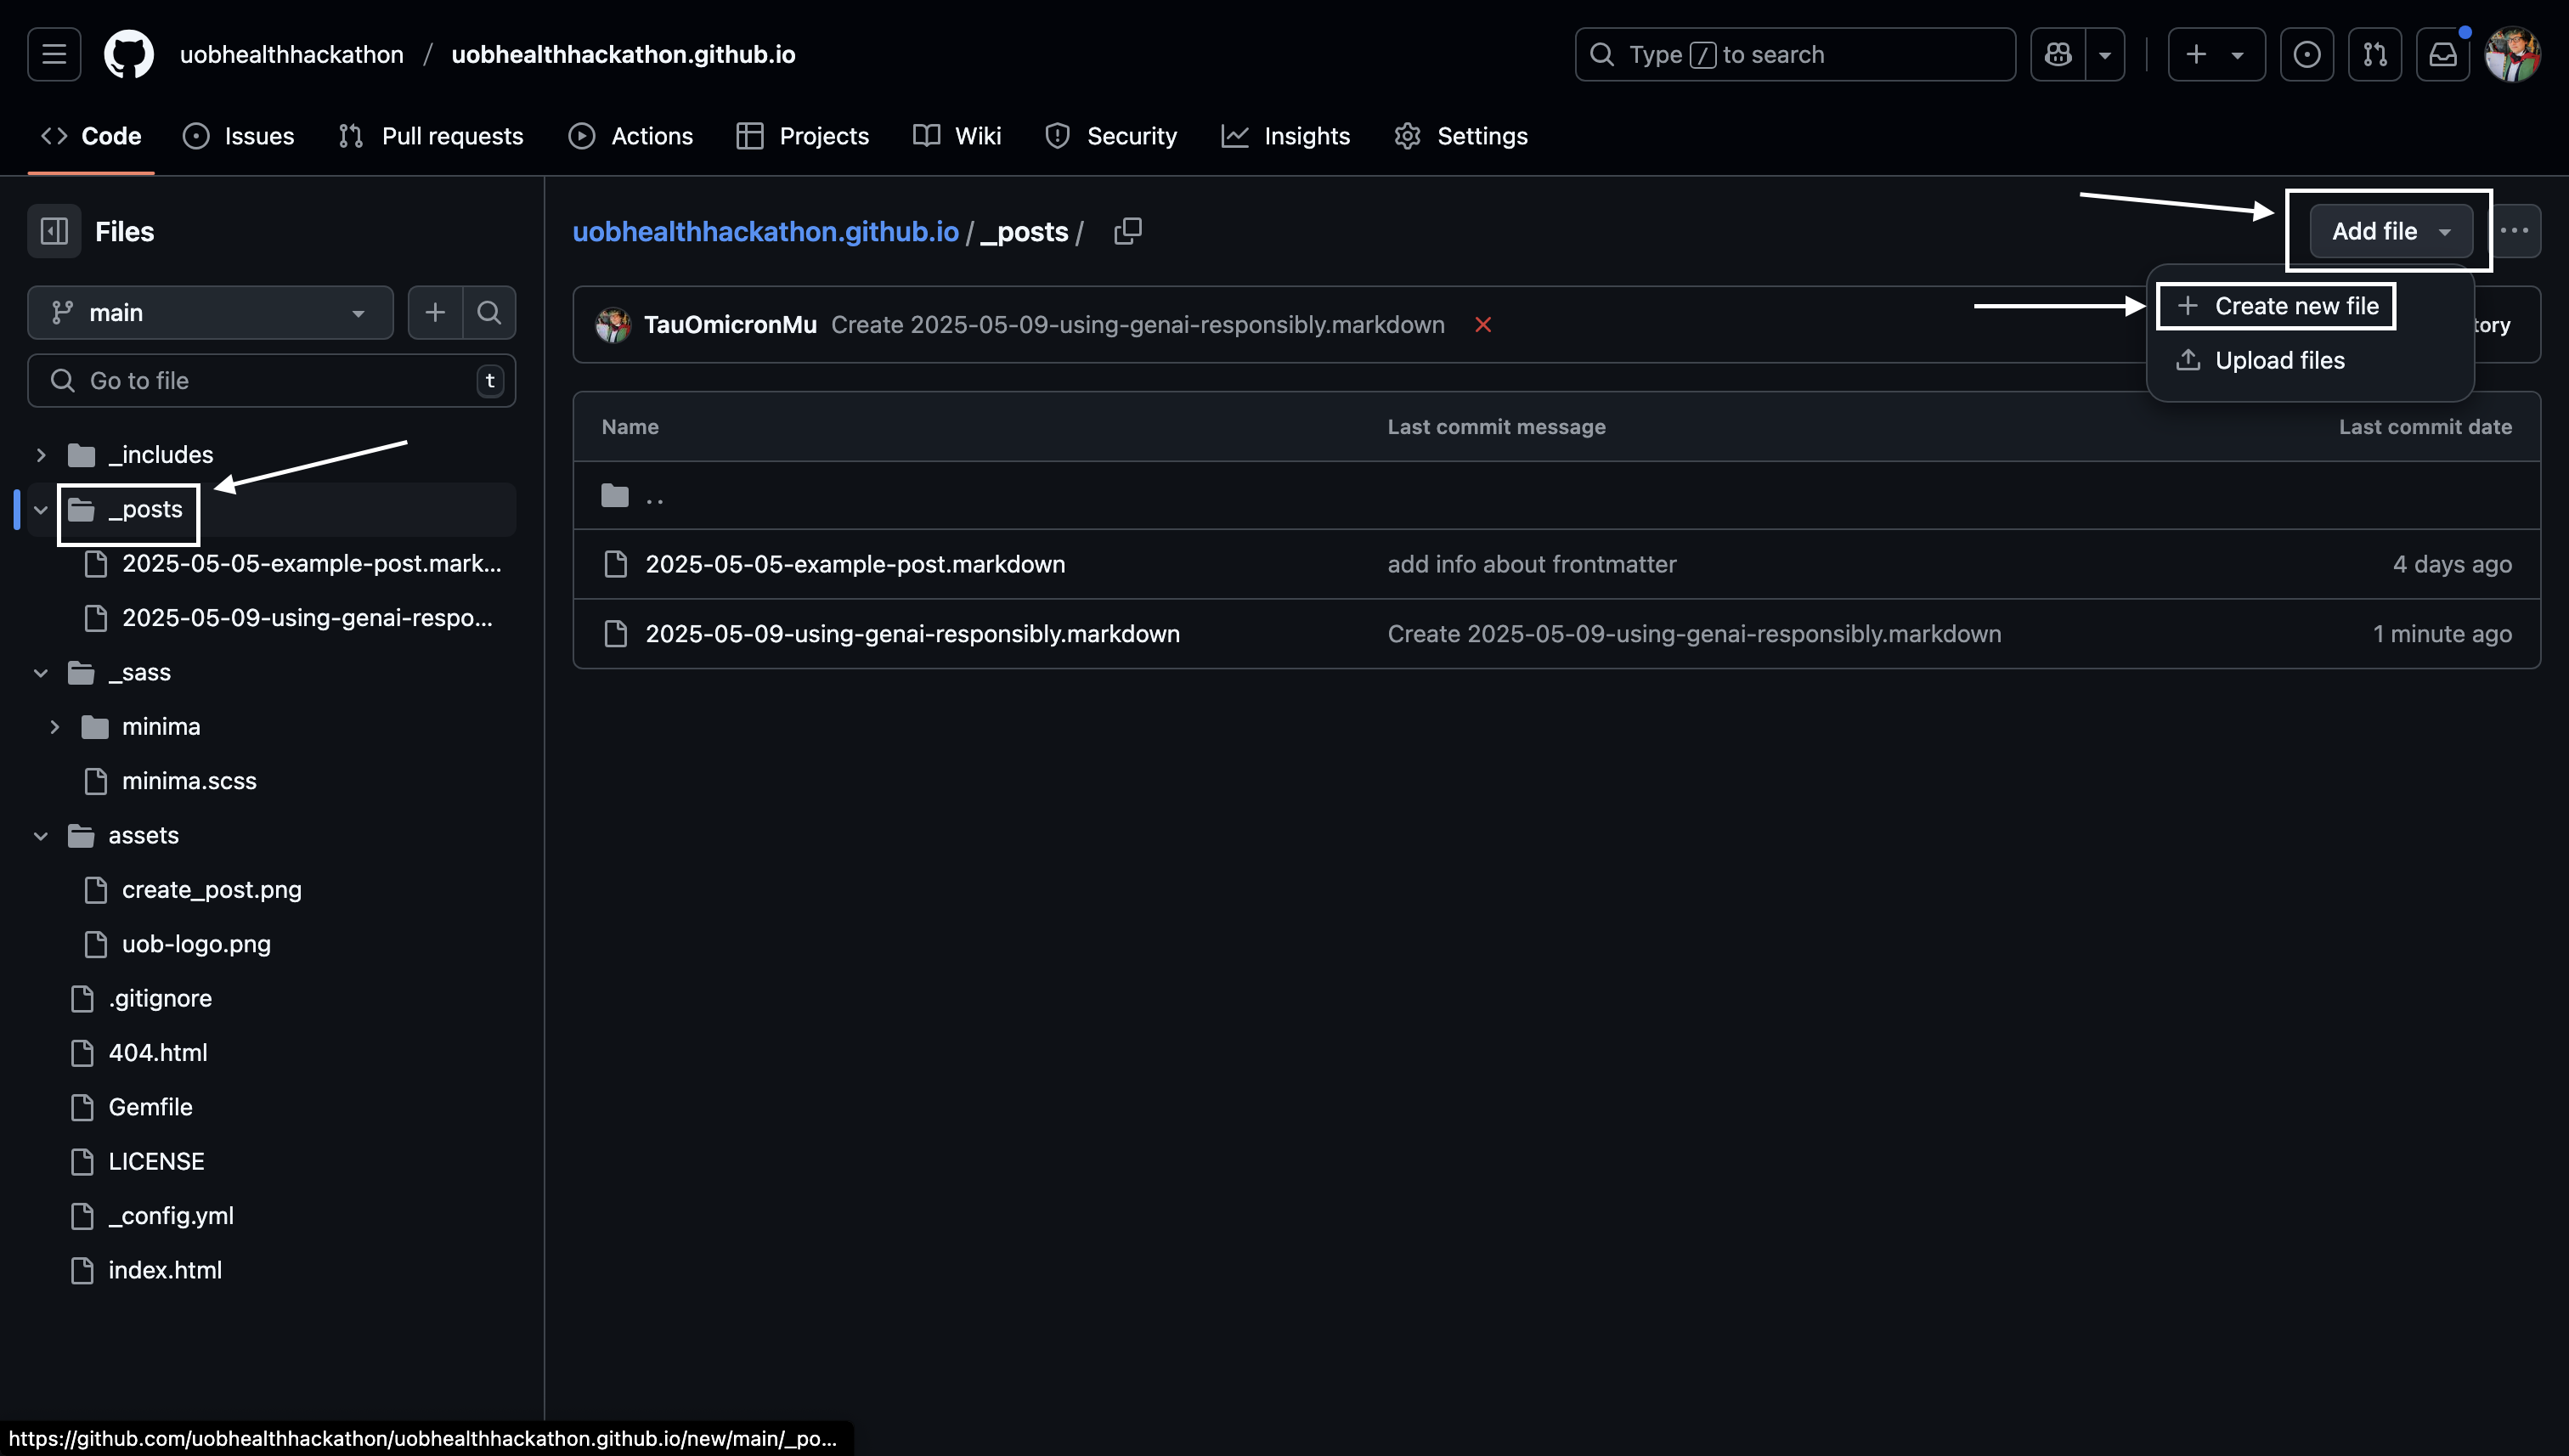 uobhealthhackathon / uobhealthhackathon.github.io
Type / to search
Code Issues Pull requests Actions Projects Wiki Security Insights Settings
Files
main
Go to file t
_includes
_posts
2025-05-05-example-post.mark...
2025-05-09-using-genai-respo...
_sass
minima
minima.scss
assets
create_post.png
uob-logo.png
.gitignore
404.html
Gemfile
LICENSE
_config.yml
index.html
uobhealthhackathon.github.io / _posts /
Add file
Create new file
Upload files
TauOmicronMu Create 2025-05-09-using-genai-responsibly.markdown
tory
Name Last commit message Last commit date
..
2025-05-05-example-post.markdown add info about frontmatter 4 days ago
2025-05-09-using-genai-responsibly.markdown Create 2025-05-09-using-genai-responsibly.markdown 1 minute ago
https://github.com/uobhealthhackathon/uobhealthhackathon.github.io/new/main/_po...